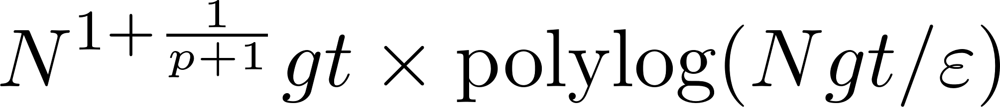 $N^{1+\frac{1}{p+1}} gt \times \mathrm{polylog}(Ngt/\varepsilon)$